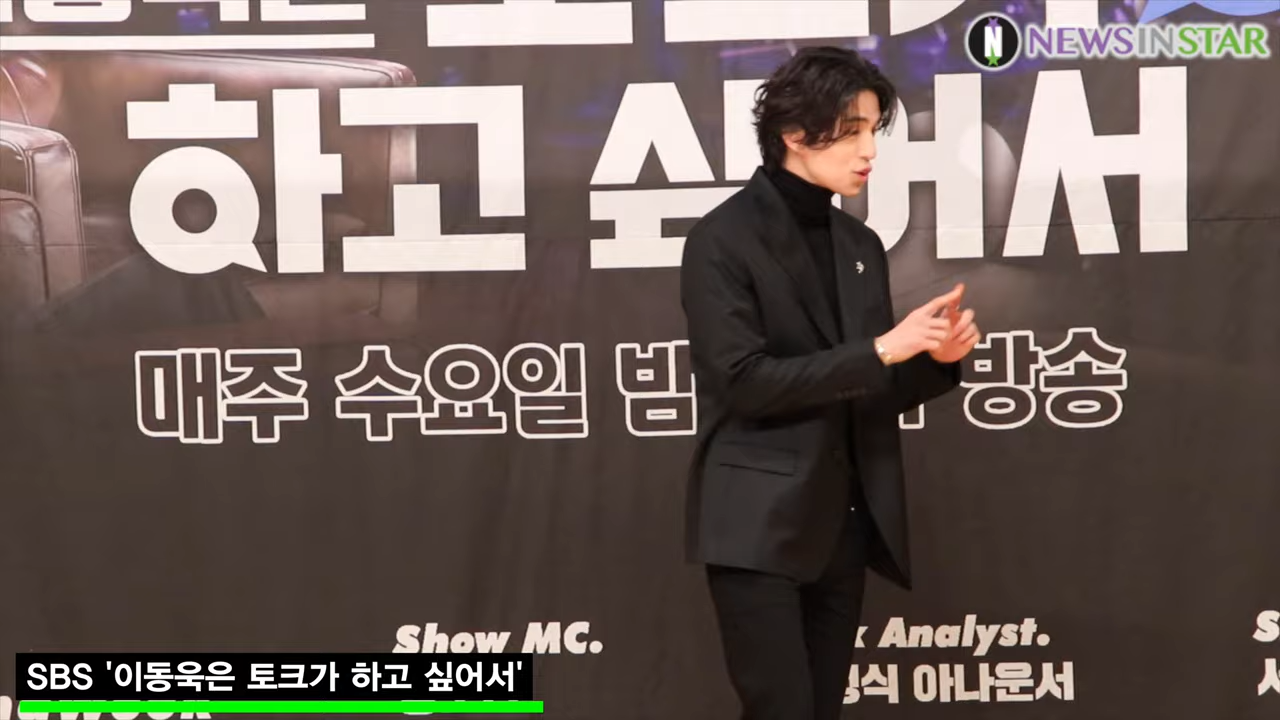 NEWSINSTAR
하고 싶어서
매주 수요일 밤 방송
Show MC.
Analyst.
아나운서
SBS '이동욱은 토크가 하고 싶어서'